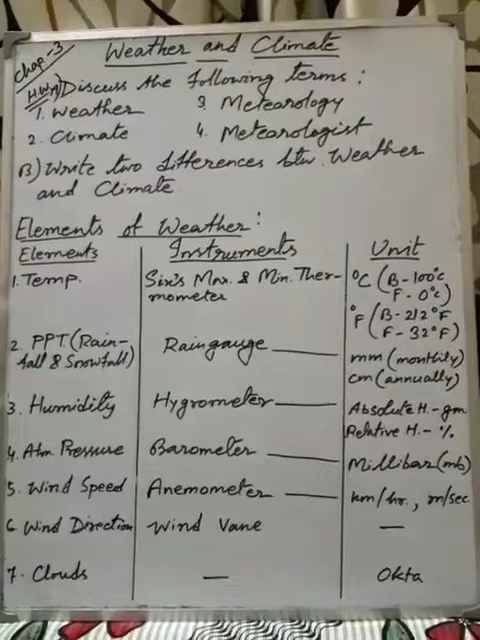 Chap.-3
Weather and Climate
H.W. A) Discuss the following terms:
1. Weather 3. Meteorology
2. Climate 4. Meteorologist
B) Write two differences btw. Weather
and Climate.
Elements of Weather:
Elements Instruments Unit
1. Temp. Six's Max. & Min. Ther-
mometer
°C (B-100°C
F-0°C)
°F (B-212°F
F-32°F)
2. PPT (Rain-
fall & Snowfall)
Raingauge
mm (monthly)
cm (annually)
3. Humidity Hygrometer
Absolute H.- gm
Relative H.- %
4. Atm. Pressure Barometer Millibar (mb)
5. Wind Speed Anemometer km/hr., m/sec.
6. Wind Direction Wind Vane —
7. Clouds — Okta